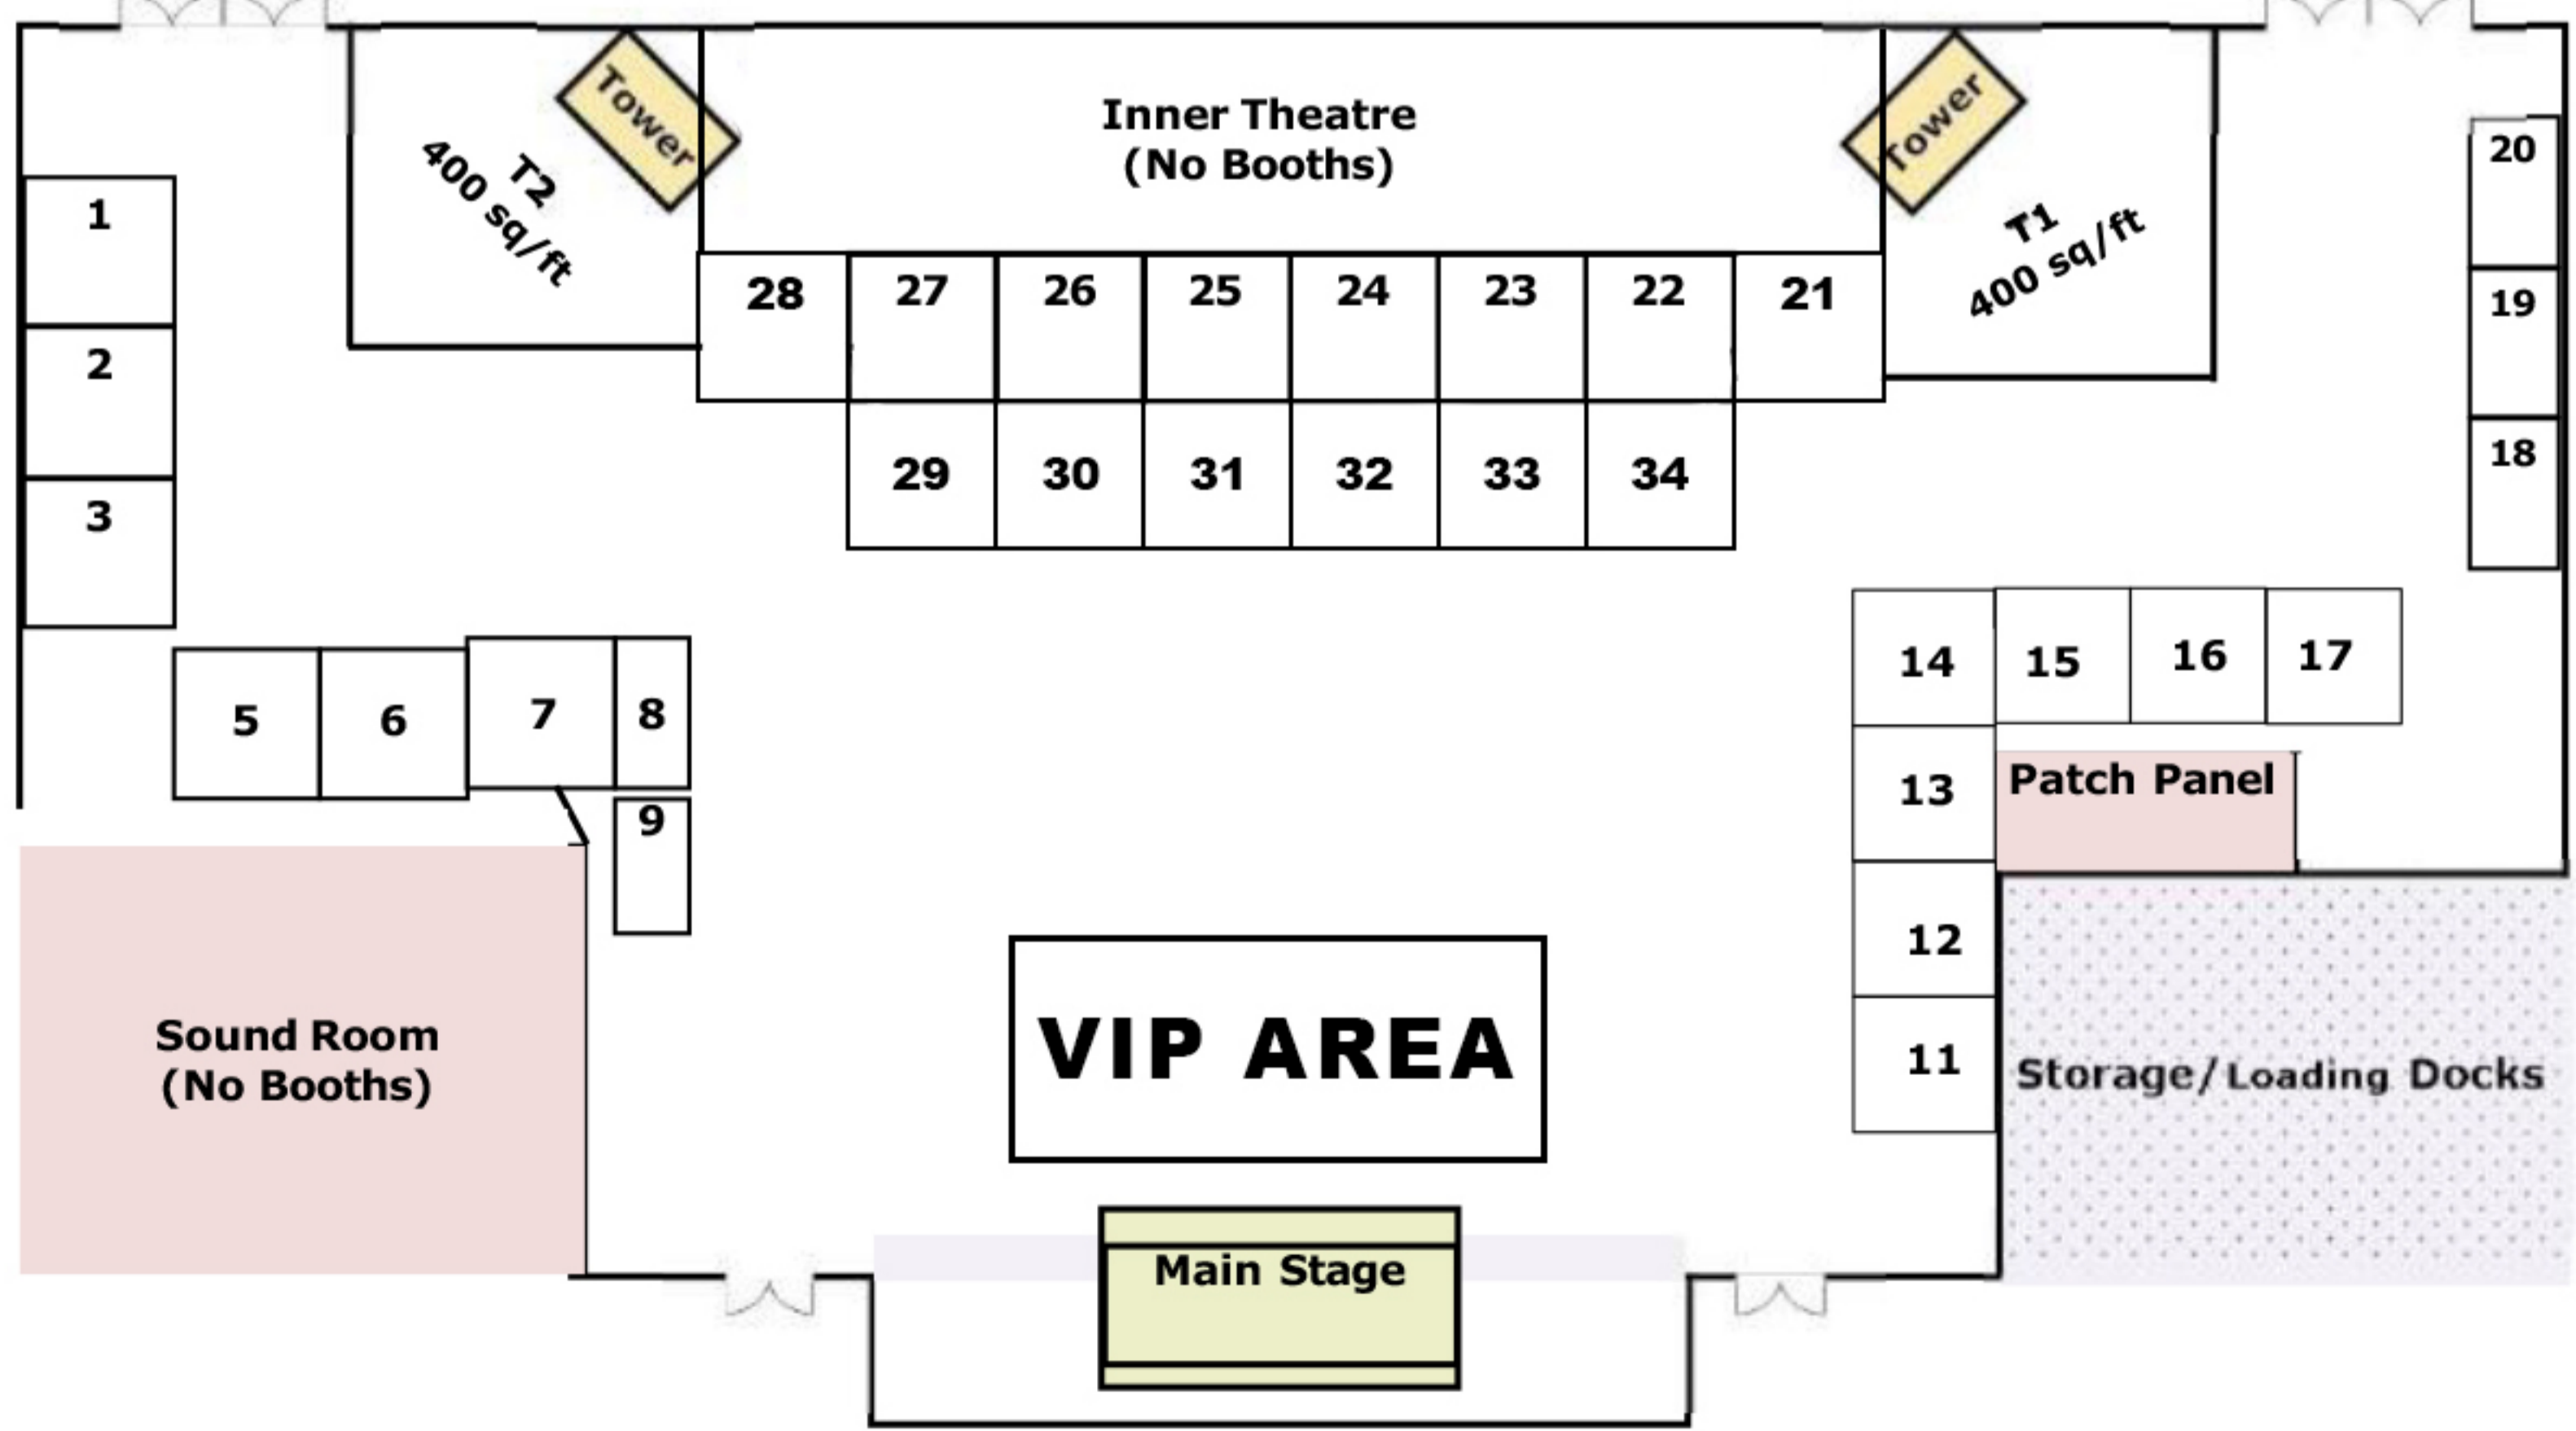 Tower
Inner Theatre
(No Booths)
Tower
T2
400 sq/ft
T1
400 sq/ft
1
2
3
20
19
18
28
27
26
25
24
23
22
21
29
30
31
32
33
34
5
6
7
8
9
14
15
16
17
13
12
11
Patch Panel
Sound Room
(No Booths)
VIP AREA
Storage/Loading Docks
Main Stage